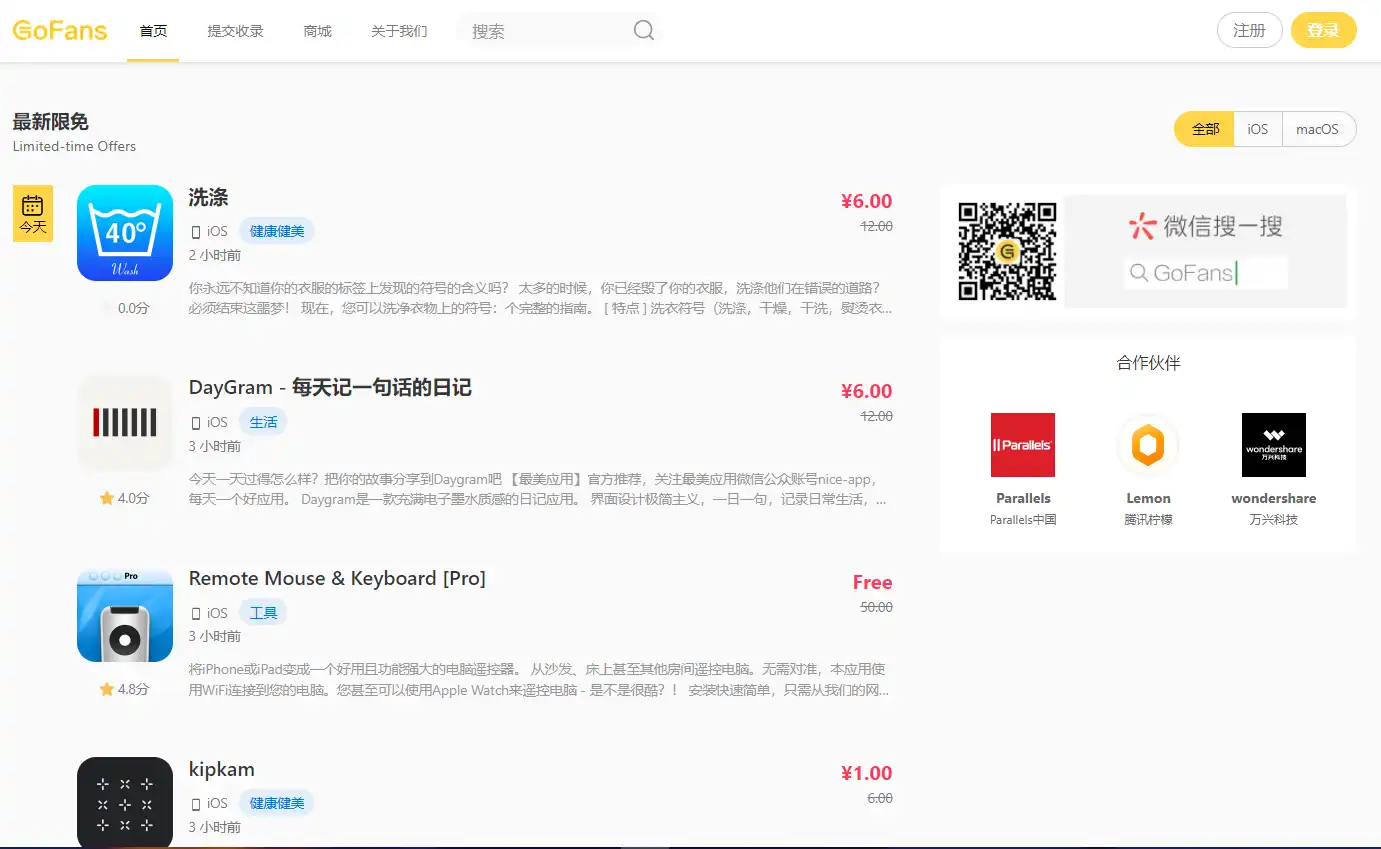 GoFans 首页 提交收录 商城 关于我们 搜索 注册 登录
最新限免
Limited-time Offers
全部 iOS macOS
今天
40°
Wash
0.0分
洗涤
iOS 健康健美
2 小时前
¥6.00
12.00
你永远不知道你的衣服的标签上发现的符号的含义吗？ 太多的时候，你已经毁了你的衣服，洗涤他们在错误的道路？
必须结束这噩梦！ 现在，您可以洗净衣物上的符号：个完整的指南。 [ 特点 ] 洗衣符号（洗涤，干燥，干洗，熨烫衣...
DayGram - 每天记一句话的日记
iOS 生活
3 小时前
¥6.00
12.00
4.0分
今天一天过得怎么样？把你的故事分享到Daygram吧 【最美应用】官方推荐，关注最美应用微信公众账号nice-app，
每天一个好应用。 Daygram是一款充满电子墨水质感的日记应用。 界面设计极简主义，一日一句，记录日常生活，...
Pro
Remote Mouse & Keyboard [Pro]
iOS 工具
3 小时前
Free
50.00
4.8分
将iPhone或iPad变成一个好用且功能强大的电脑遥控器。 从沙发、床上甚至其他房间遥控电脑。无需对准，本应用使
用WiFi连接到您的电脑。您甚至可以使用Apple Watch来遥控电脑 - 是不是很酷？！ 安装快速简单，只需从我们的网...
kipkam
iOS 健康健美
3 小时前
¥1.00
6.00
微信搜一搜
GoFans
合作伙伴
Parallels
wondershare
万兴科技
Parallels Lemon wondershare
Parallels中国 腾讯柠檬 万兴科技